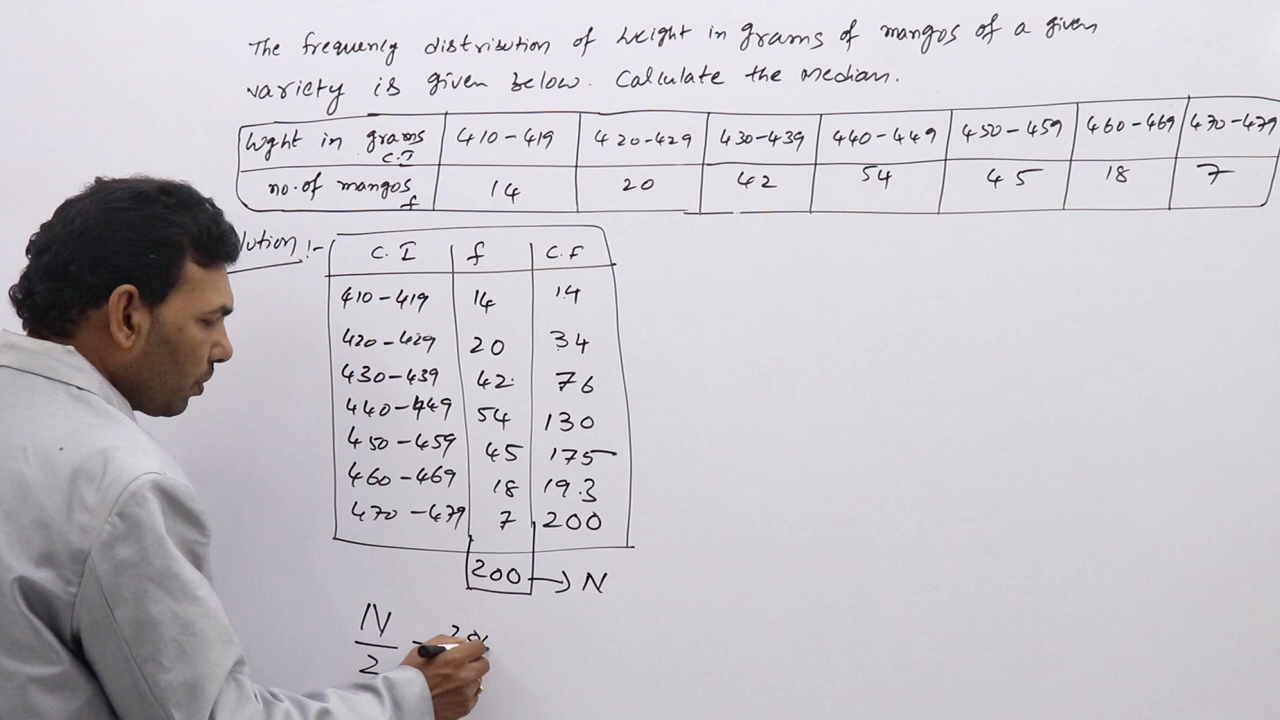 The frequency distribution of weight in grams of mangos of a given
variety is given below. Calculate the Median.
Wght in grams C.I 410-419 420-429 430-439 440-449 450-459 460-469 470-479
no. of mangos f 14 20 42 54 45 18 7
lution :-
C.I f C.F
410-419 14 14
420-429 20 34
430-439 42 76
440-449 54 130
450-459 45 175
460-469 18 193
470-479 7 200
200 → N
N/2